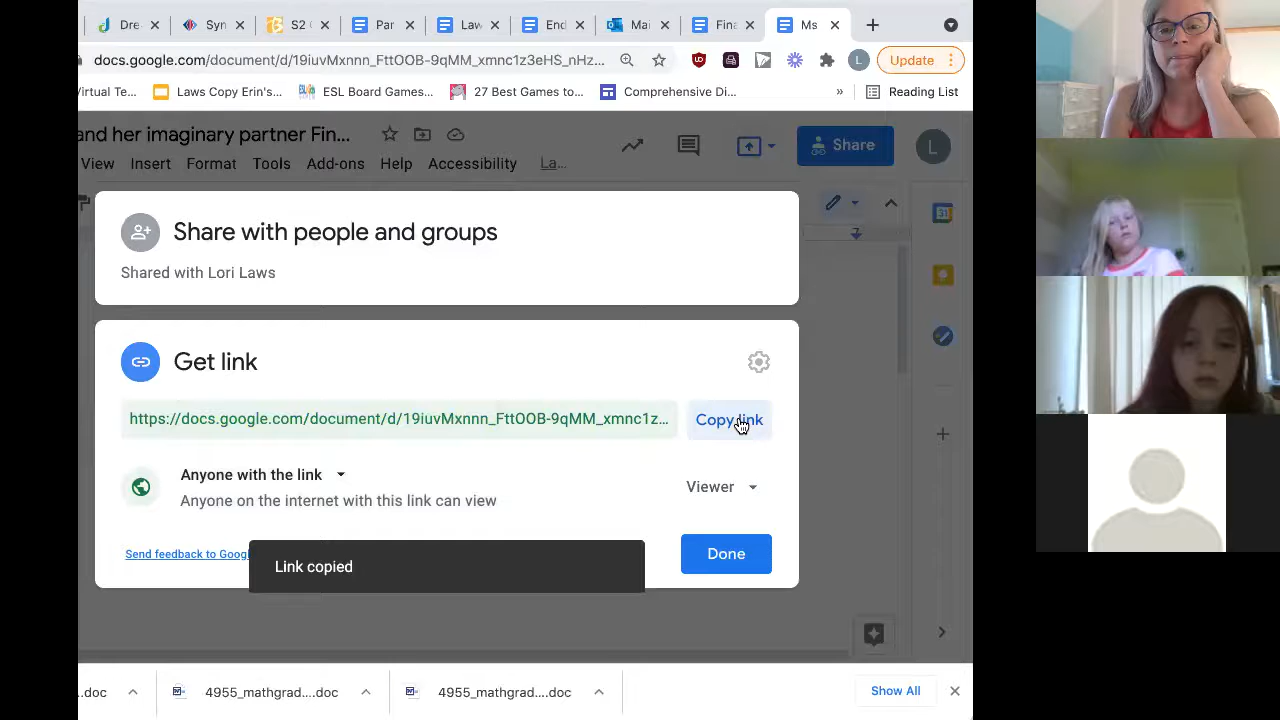 Dre
Syn
S2 (
Par
Law
End
Mai
Fina
Ms
docs.google.com/document/d/19iuvMxnnn_FttOOB-9qMM_xmnc1z3eHS_nHz...
L
Update
Virtual Te...
Laws Copy Erin's...
ESL Board Games...
27 Best Games to...
Comprehensive Di...
»
Reading List
and her imaginary partner Fin...
View Insert Format Tools Add-ons Help Accessibility La...
Share
L
Share with people and groups
Shared with Lori Laws
7
31
Get link
https://docs.google.com/document/d/19iuvMxnnn_FttOOB-9qMM_xmnc1z...
Copy link
Anyone with the link
Anyone on the internet with this link can view
Viewer
Send feedback to Googl
Link copied
Done
...doc
4955_mathgrad....doc
4955_mathgrad....doc
Show All